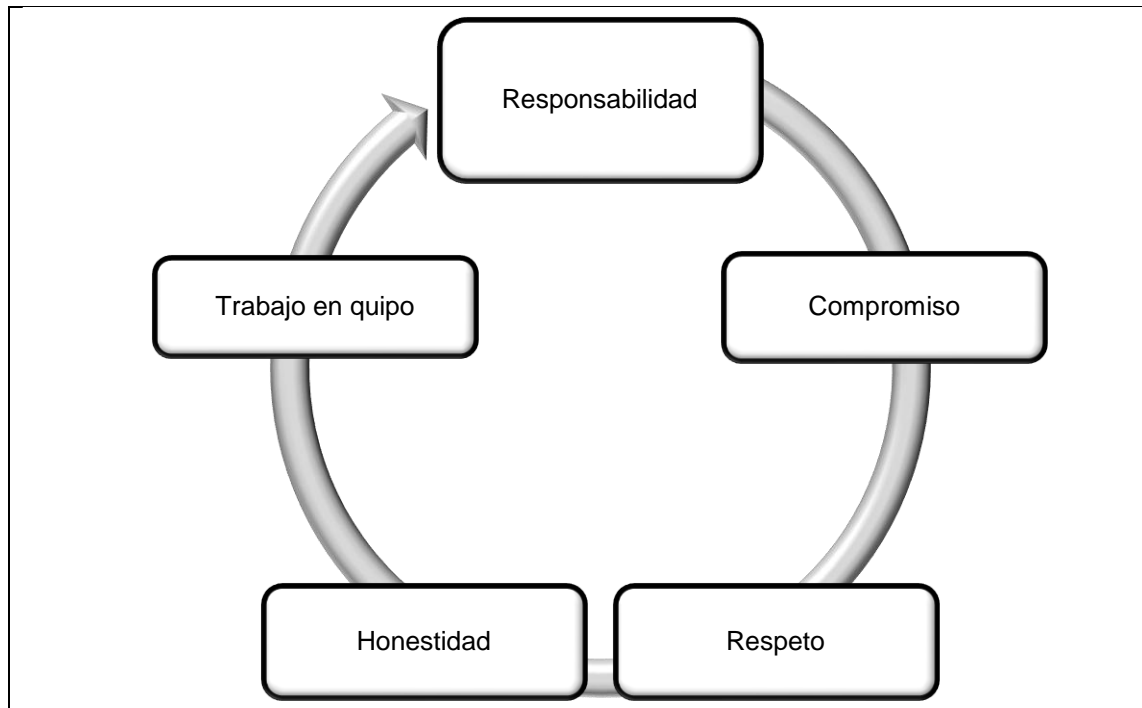 Responsabilidad
Compromiso
Respeto
Honestidad
Trabajo en quipo